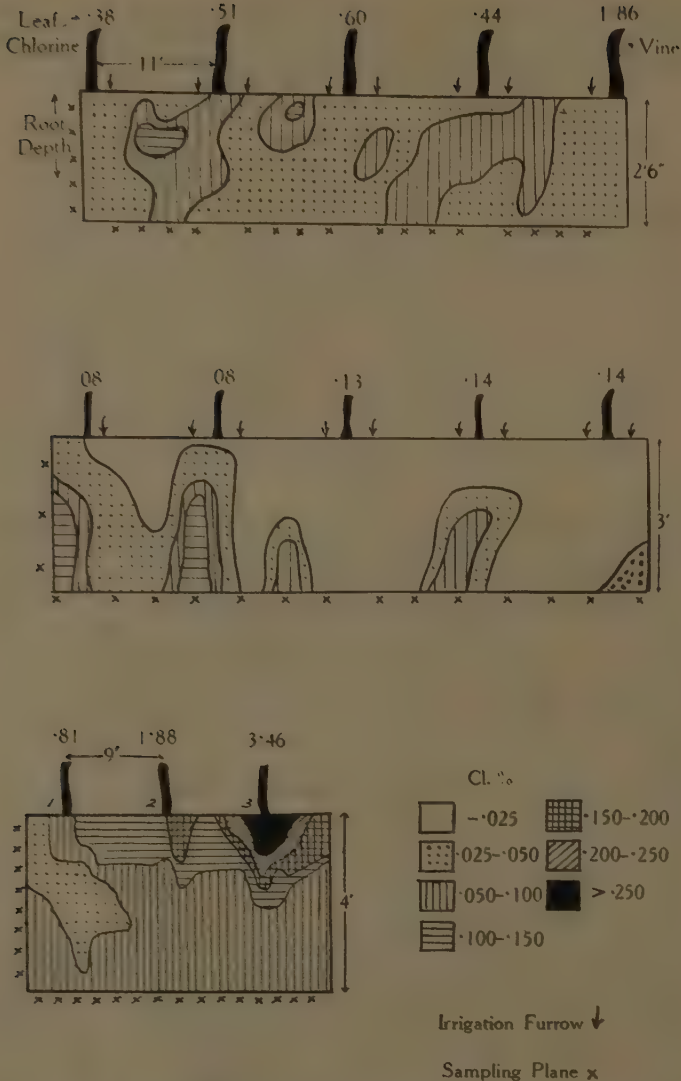 Leaf → ·38 ·51 ·60 ·44 1·86
Chlorine
Vine
11'
Root
Depth
2'6"
08 08 ·13 ·14 ·14
3'
·81 1·88 3·46
9'
1 2 3
4'
Cl. %
-·025
·150-·200
·025-·050
·200-·250
·050-·100
> ·250
·100-·150
Irrigation Furrow ↓
Sampling Plane x